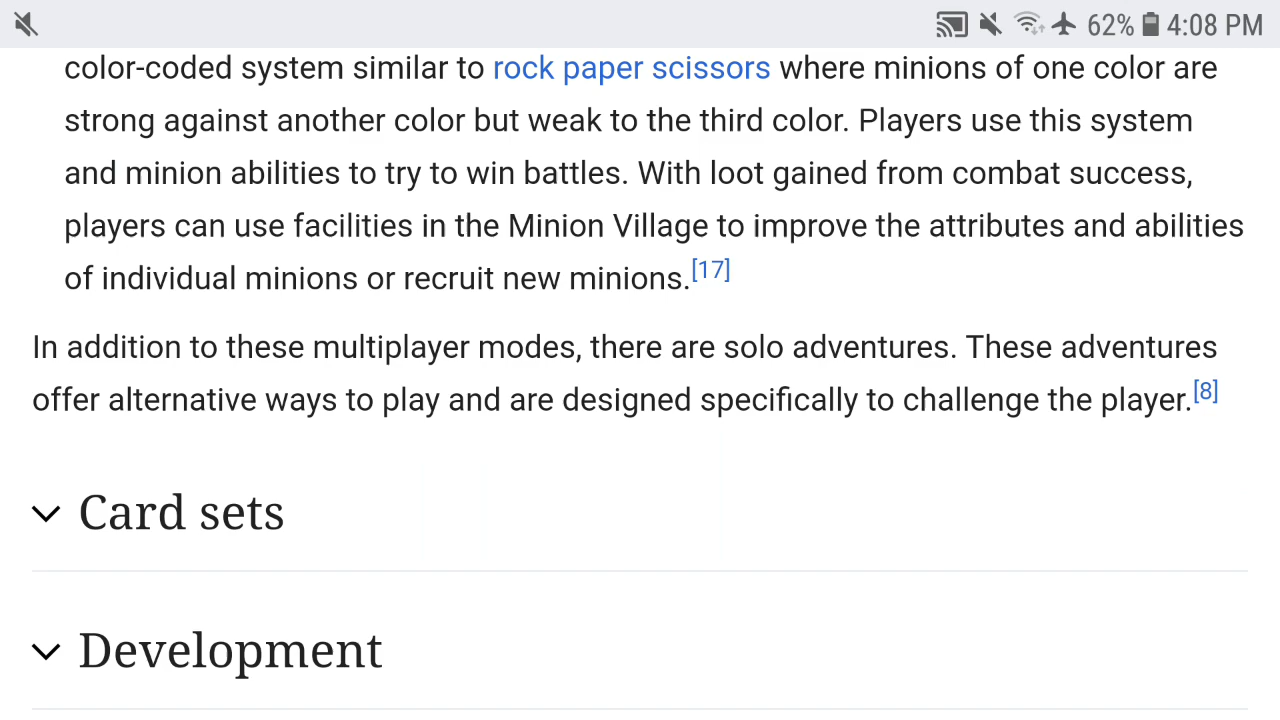 62% 4:08 PM
color-coded system similar to rock paper scissors where minions of one color are
strong against another color but weak to the third color. Players use this system
and minion abilities to try to win battles. With loot gained from combat success,
players can use facilities in the Minion Village to improve the attributes and abilities
of individual minions or recruit new minions.[17]
In addition to these multiplayer modes, there are solo adventures. These adventures
offer alternative ways to play and are designed specifically to challenge the player.[8]
Card sets
Development